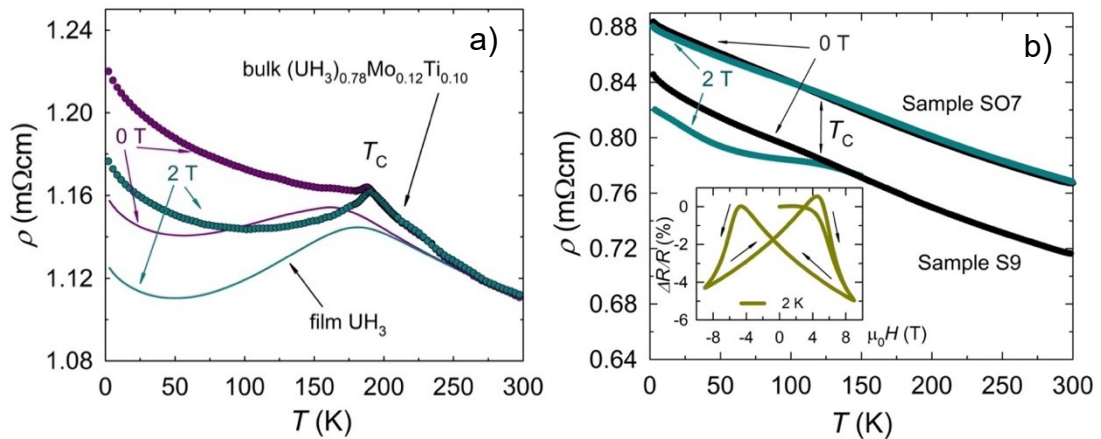 a)
1.24
1.20
1.16
1.12
1.08
ρ (mΩcm)
bulk (UH₃)₀.₇₈Mo₀.₁₂Ti₀.₁₀
0 T
T_C
2 T
film UH₃
0 50 100 150 200 250 300
T (K)
b)
0.88
0.84
0.80
0.76
0.72
0.68
0.64
ρ (mΩcm)
0 T
2 T
Sample SO7
T_C
Sample S9
ΔR/R (%)
0
-2
-4
-6
2 K
-8 -4 0 4 8
μ₀H (T)
0 50 100 150 200 250 300
T (K)